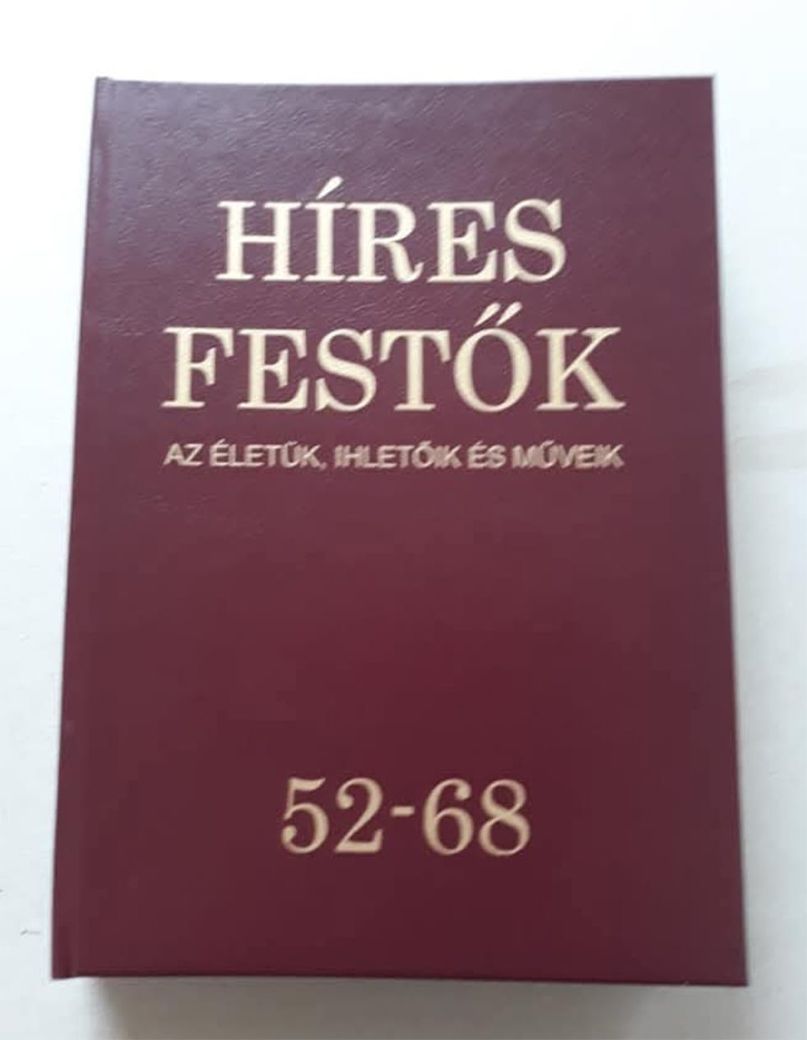 HÍRES
FESTŐK
AZ ÉLETÜK, IHLETŐIK ÉS MŰVEIK
52-68